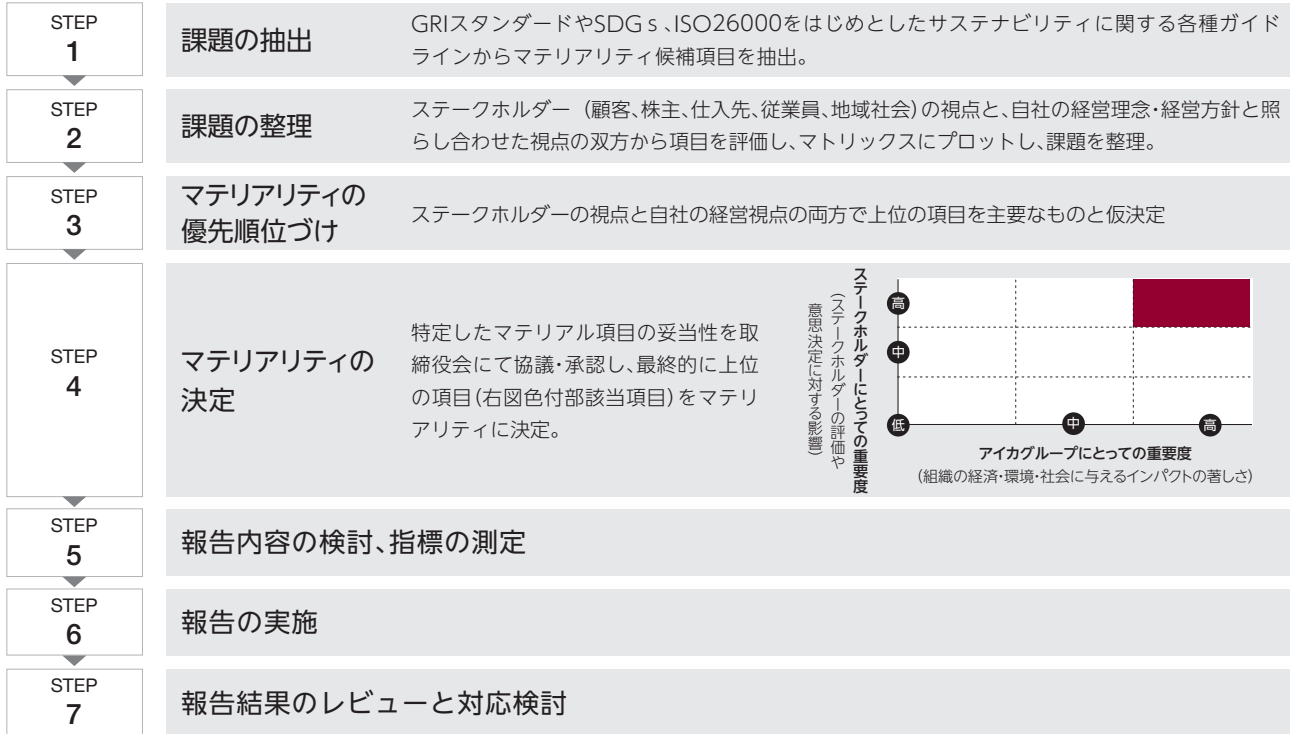 STEP
1
課題の抽出
GRIスタンダードやSDGｓ、ISO26000をはじめとしたサステナビリティに関する各種ガイド
ラインからマテリアリティ候補項目を抽出。
STEP
2
課題の整理
ステークホルダー（顧客、株主、仕入先、従業員、地域社会）の視点と、自社の経営理念・経営方針と照
らし合わせた視点の双方から項目を評価し、マトリックスにプロットし、課題を整理。
STEP
3
マテリアリティの
優先順位づけ
ステークホルダーの視点と自社の経営視点の両方で上位の項目を主要なものと仮決定
STEP
4
マテリアリティの
決定
特定したマテリアル項目の妥当性を取
締役会にて協議・承認し、最終的に上位
の項目（右図色付部該当項目）をマテリ
アリティに決定。
ステークホルダーにとっての重要度
（ステークホルダーの評価や
意思決定に対する影響）
高
中
低
中
高
アイカグループにとっての重要度
（組織の経済・環境・社会に与えるインパクトの著しさ）
STEP
5
報告内容の検討、指標の測定
STEP
6
報告の実施
STEP
7
報告結果のレビューと対応検討